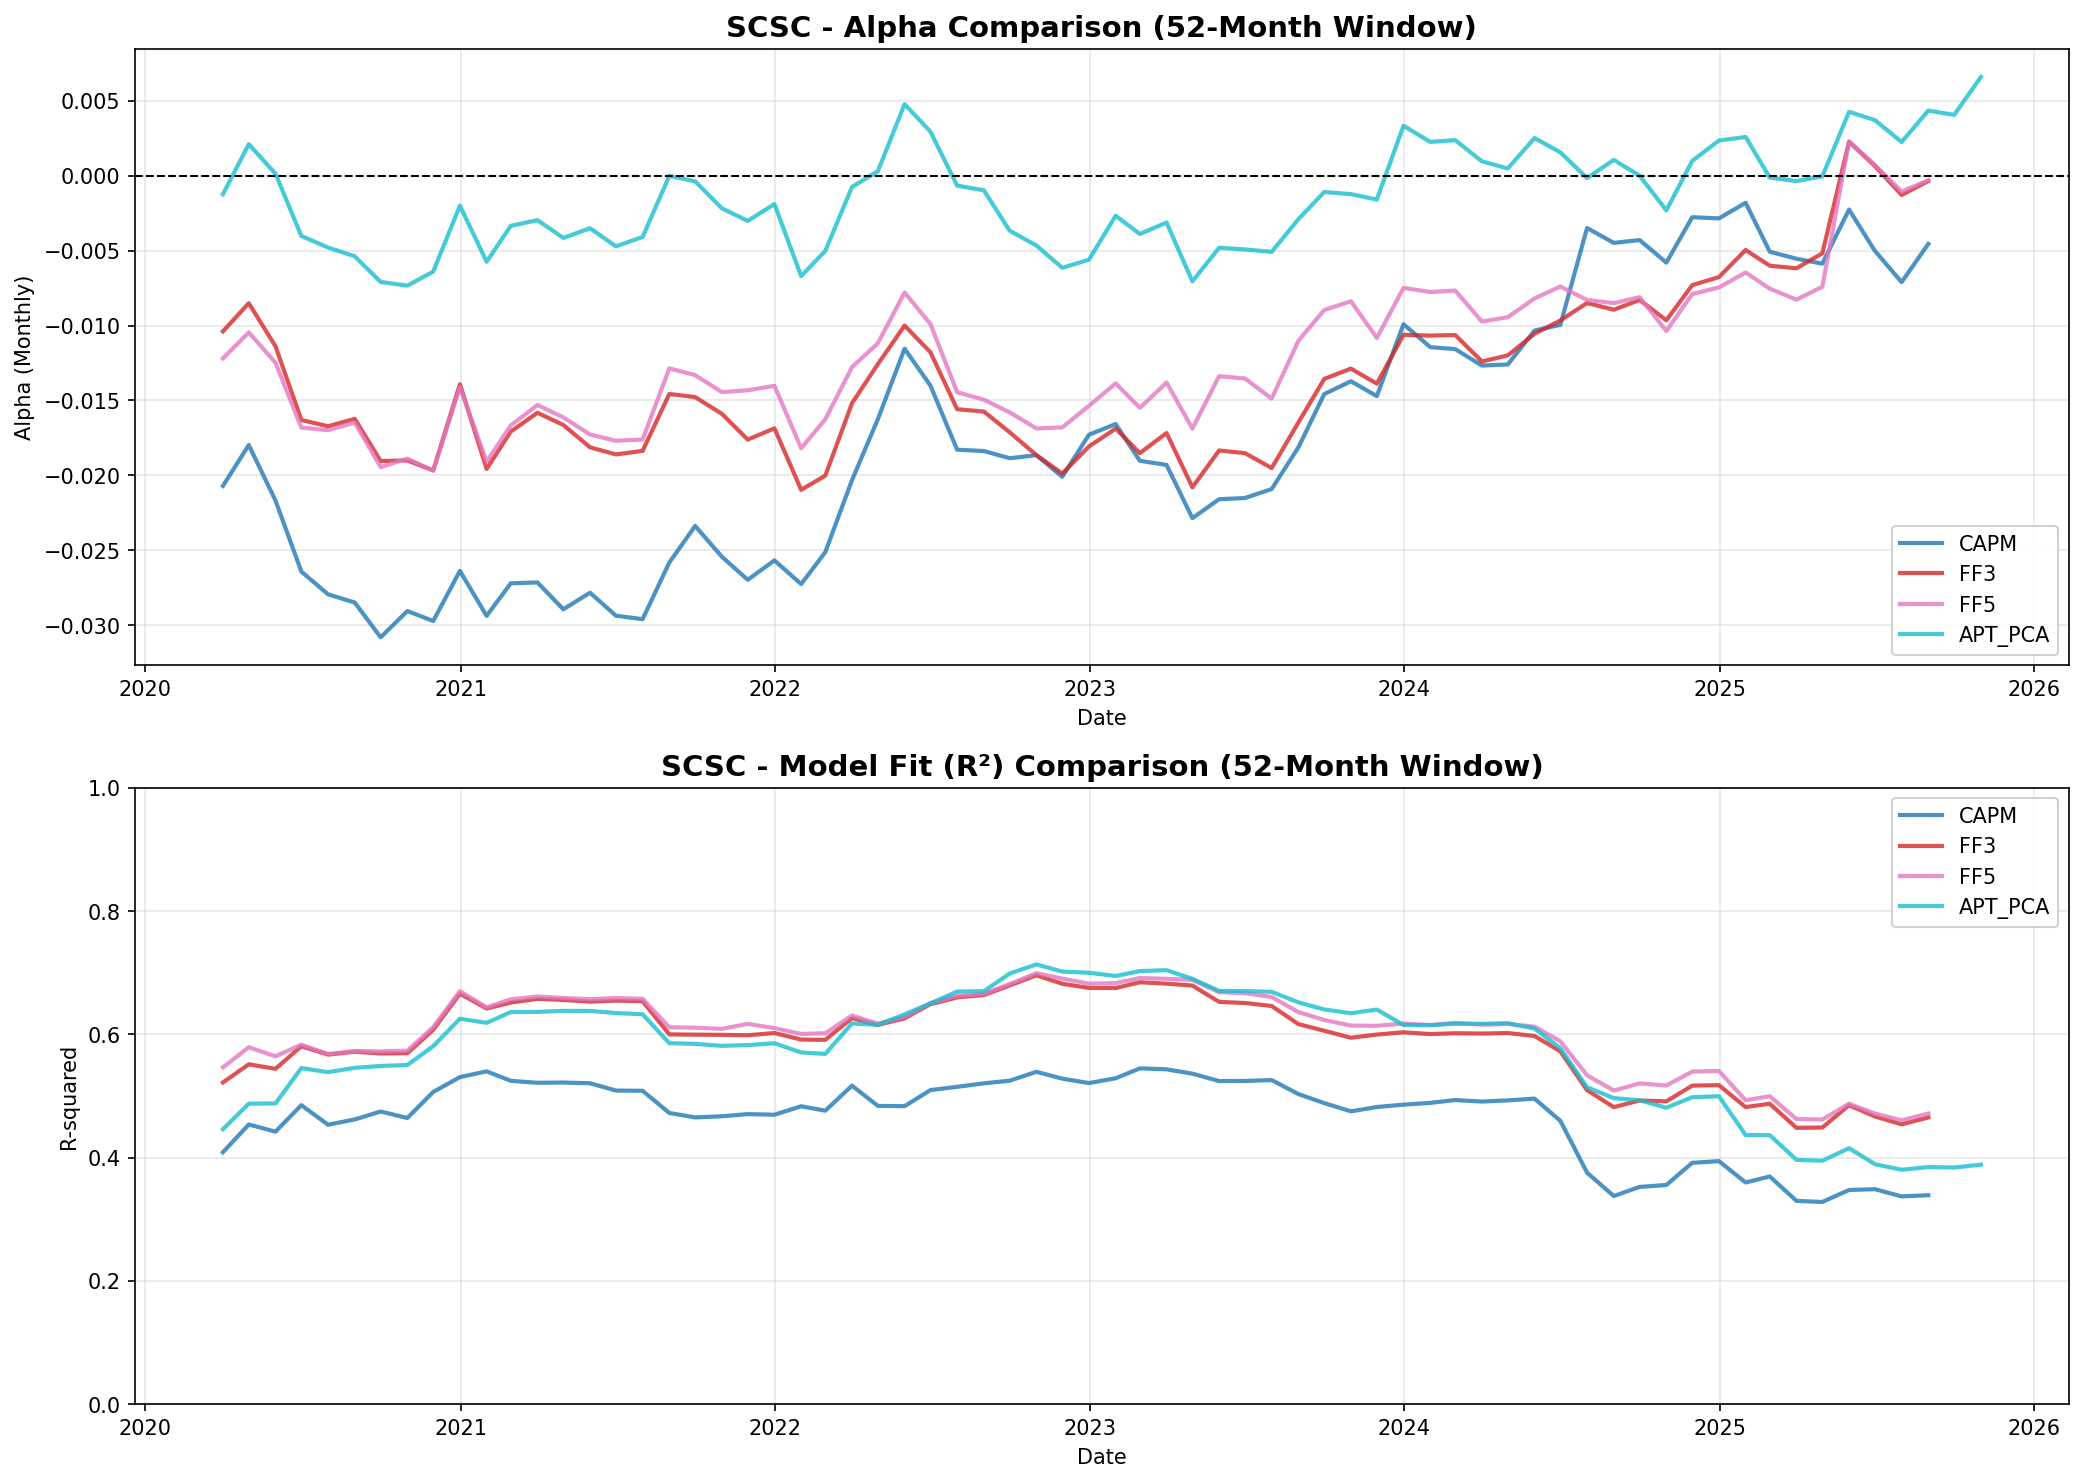 SCSC - Alpha Comparison (52-Month Window)
Alpha (Monthly)
0.005
0.000
−0.005
−0.010
−0.015
−0.020
−0.025
−0.030
CAPM
FF3
FF5
APT_PCA
2020 2021 2022 2023 2024 2025 2026
Date
SCSC - Model Fit (R²) Comparison (52-Month Window)
R-squared
1.0
0.8
0.6
0.4
0.2
0.0
CAPM
FF3
FF5
APT_PCA
2020 2021 2022 2023 2024 2025 2026
Date